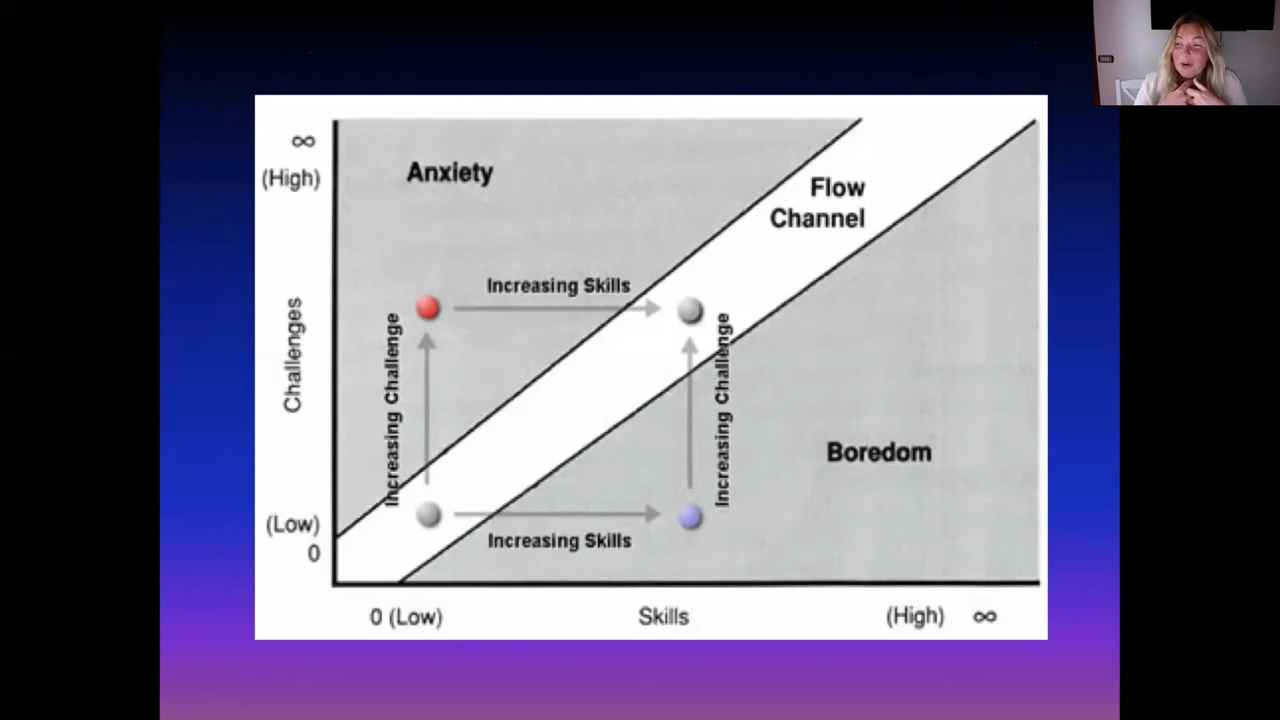 ∞
(High)
Anxiety
Flow
Channel
Increasing Skills
Challenges
Increasing Challenge
Increasing Challenge
Boredom
(Low)
0
Increasing Skills
0 (Low)
Skills
(High)
∞